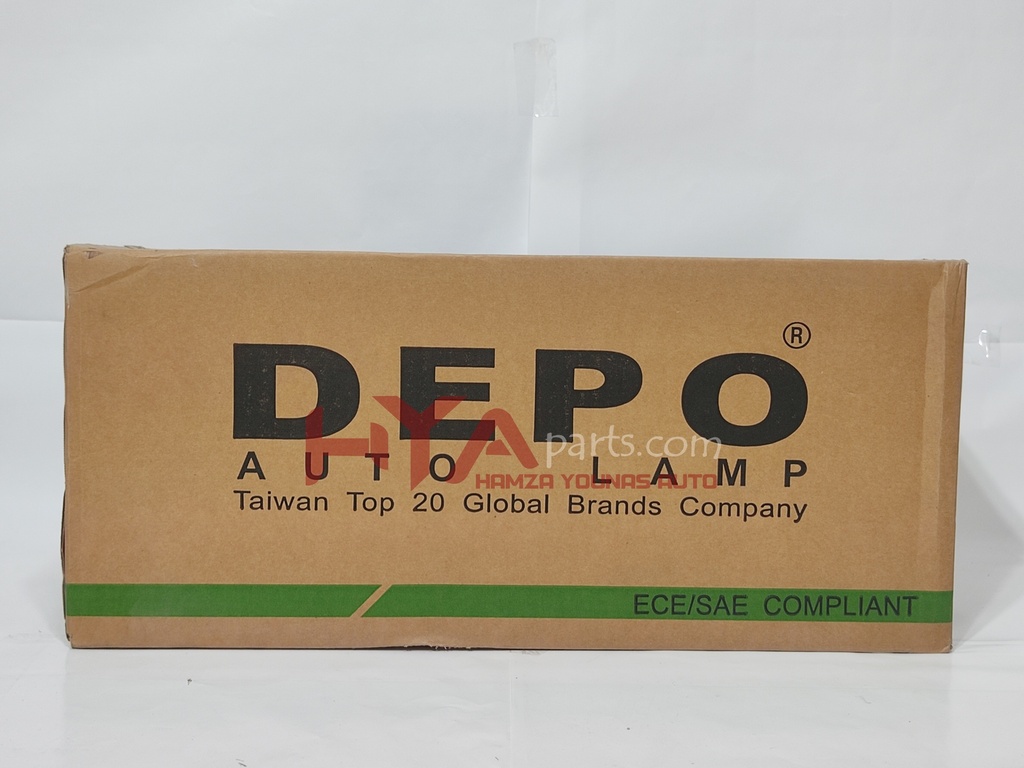 DEPO®
HYAparts.com
AUTO LAMP
HAMZA YOUNAS AUTO
Taiwan Top 20 Global Brands Company
ECE/SAE COMPLIANT